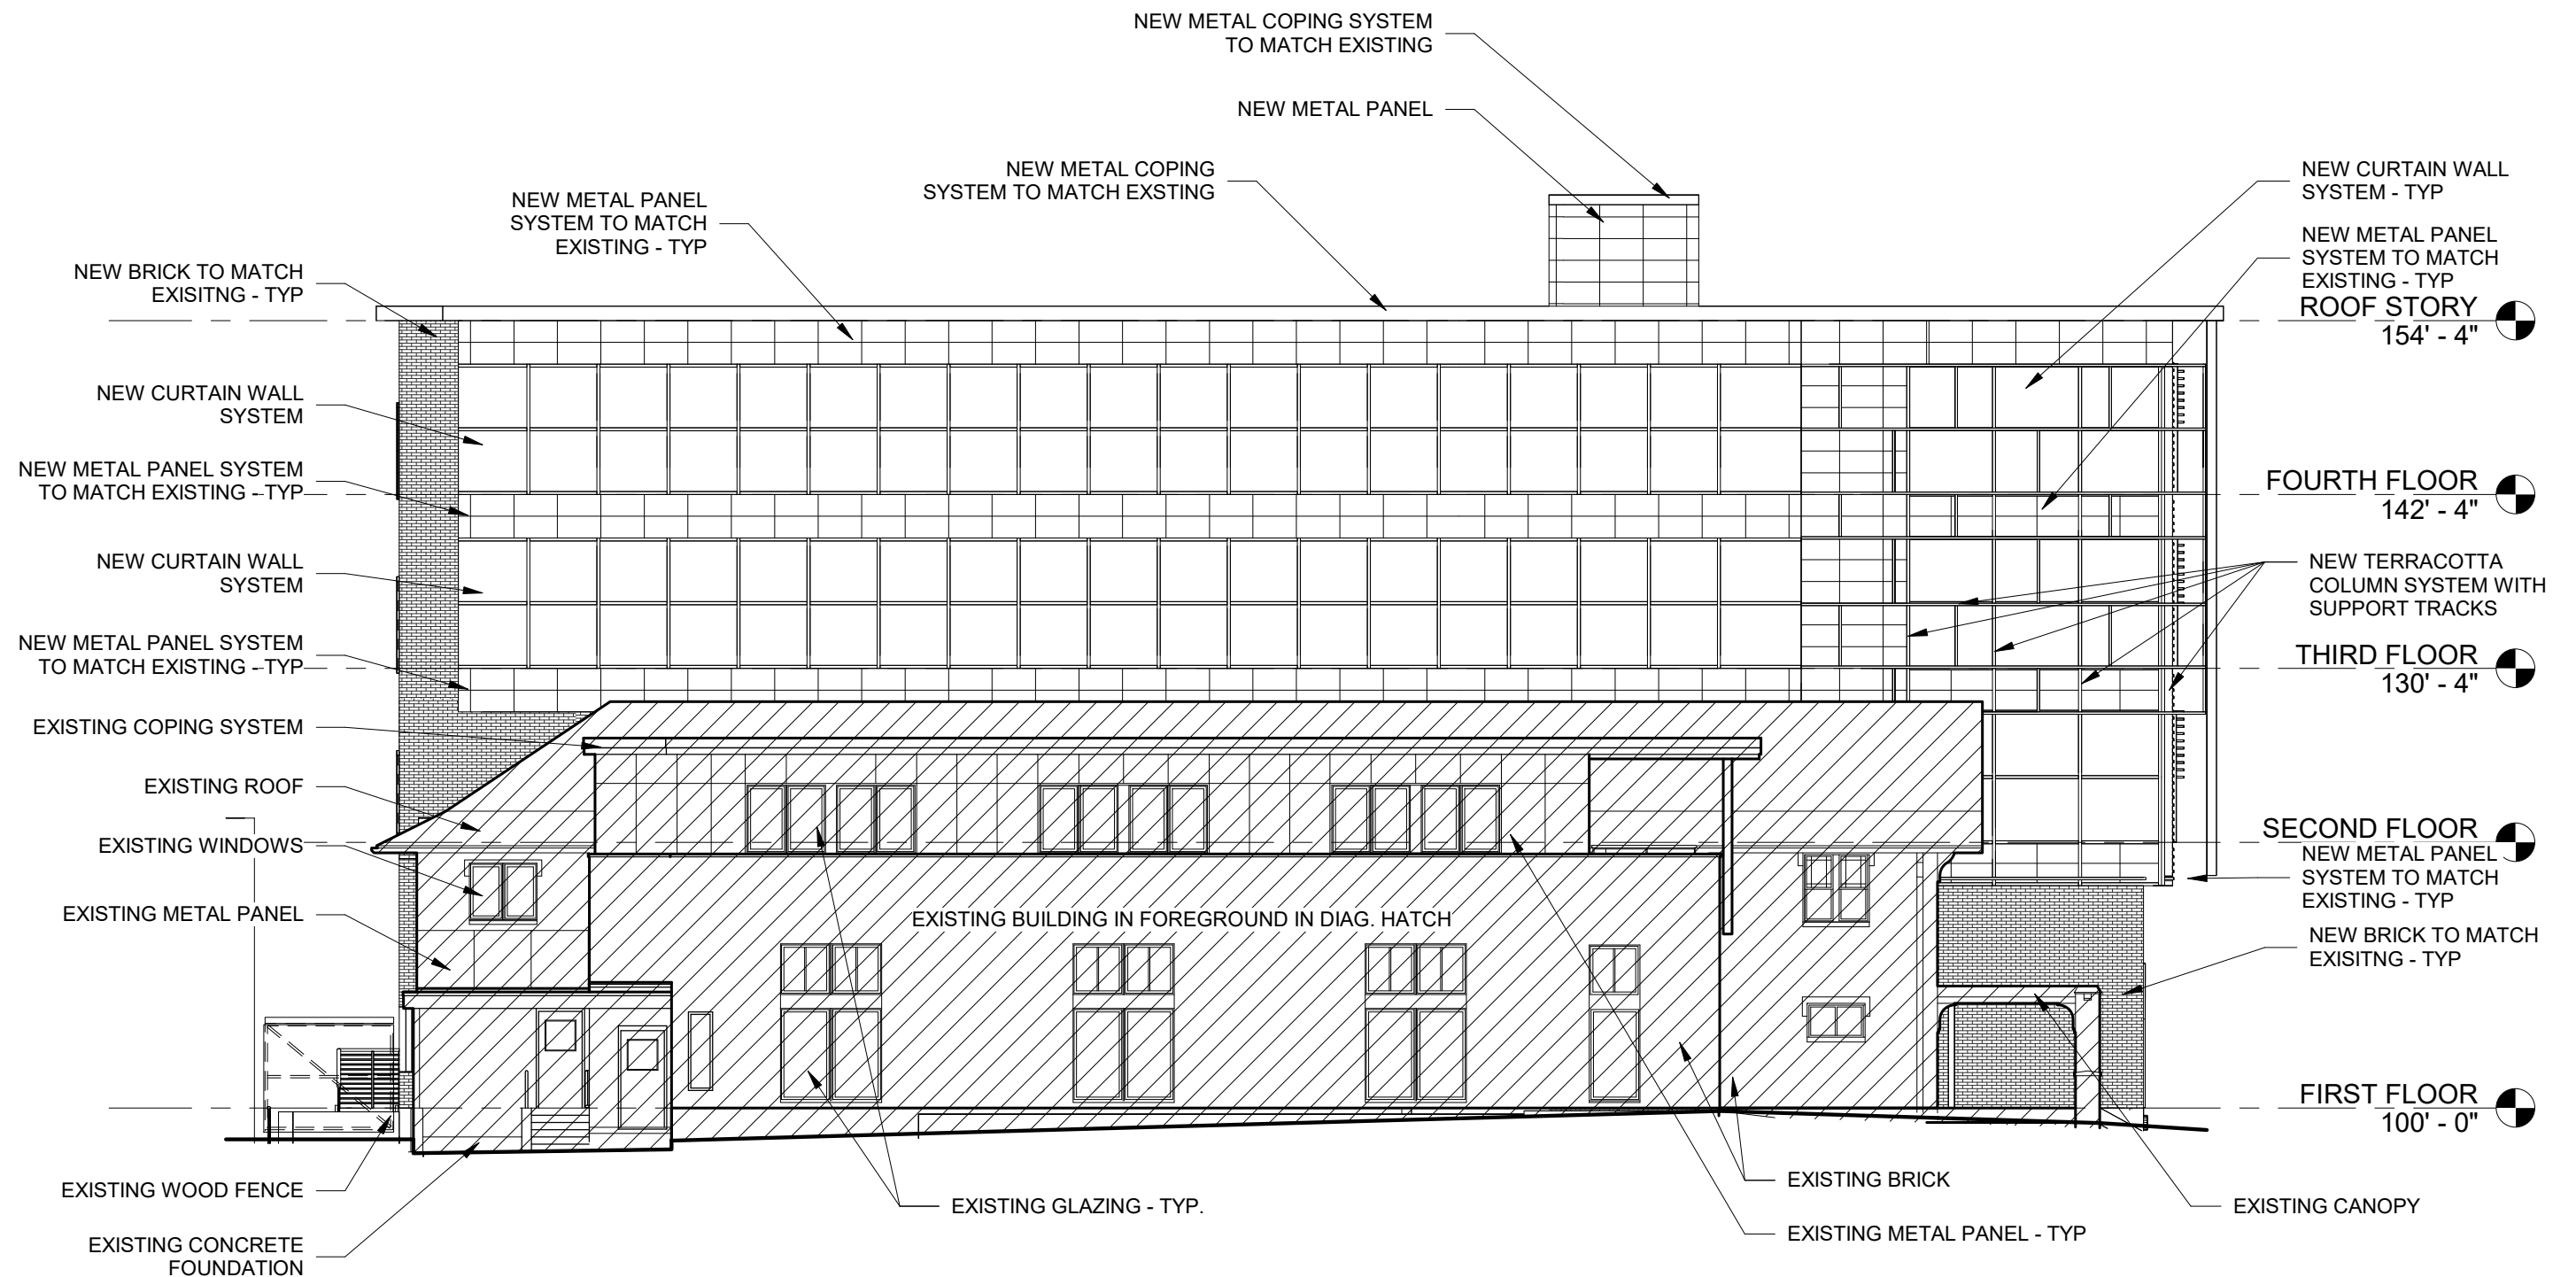 NEW METAL COPING SYSTEM
TO MATCH EXISTING
NEW METAL PANEL
NEW METAL COPING
SYSTEM TO MATCH EXSTING
NEW METAL PANEL
SYSTEM TO MATCH
EXISTING - TYP
NEW BRICK TO MATCH
EXISITNG - TYP
NEW CURTAIN WALL
SYSTEM
NEW METAL PANEL SYSTEM
TO MATCH EXISTING - TYP
NEW CURTAIN WALL
SYSTEM
NEW METAL PANEL SYSTEM
TO MATCH EXISTING - TYP
EXISTING COPING SYSTEM
EXISTING ROOF
EXISTING WINDOWS
EXISTING METAL PANEL
EXISTING WOOD FENCE
EXISTING CONCRETE
FOUNDATION
EXISTING BUILDING IN FOREGROUND IN DIAG. HATCH
EXISTING GLAZING - TYP.
EXISTING BRICK
EXISTING METAL PANEL - TYP
EXISTING CANOPY
NEW CURTAIN WALL
SYSTEM - TYP
NEW METAL PANEL
SYSTEM TO MATCH
EXISTING - TYP
ROOF STORY
154' - 4"
FOURTH FLOOR
142' - 4"
NEW TERRACOTTA
COLUMN SYSTEM WITH
SUPPORT TRACKS
THIRD FLOOR
130' - 4"
SECOND FLOOR
NEW METAL PANEL
SYSTEM TO MATCH
EXISTING - TYP
NEW BRICK TO MATCH
EXISITNG - TYP
FIRST FLOOR
100' - 0"